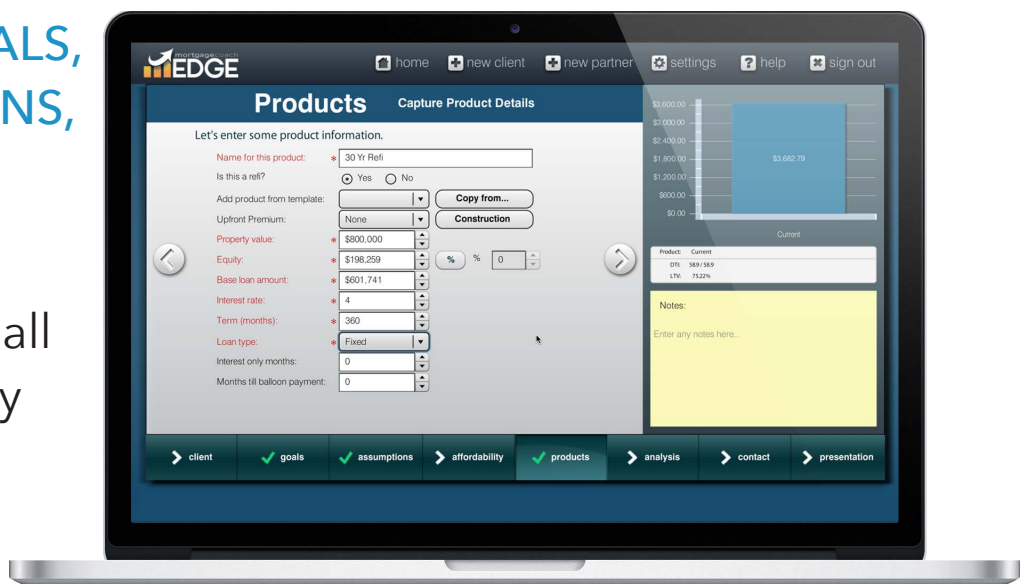 ALS,
NS,
all
y
mortgagecoach
EDGE
home
new client
new partner
settings
? help
sign out
Products Capture Product Details
Let's enter some product information.
Name for this product: * 30 Yr Refi
Is this a refi? Yes No
Add product from template: Copy from...
Upfront Premium: None Construction
Property value: * $800,000
Equity: * $198,259 % % 0
Base loan amount: * $601,741
Interest rate: * 4
Term (months): * 360
Loan type: * Fixed
Interest only months: 0
Months till balloon payment: 0
$3,600.00
$3,000.00
$2,400.00
$1,800.00
$1,200.00
$600.00
$0.00
$3,682.79
Current
Product: Current
DTI: 58.9 / 58.9
LTV: 75.22%
Notes:
Enter any notes here...
client
goals
assumptions
affordability
products
analysis
contact
presentation